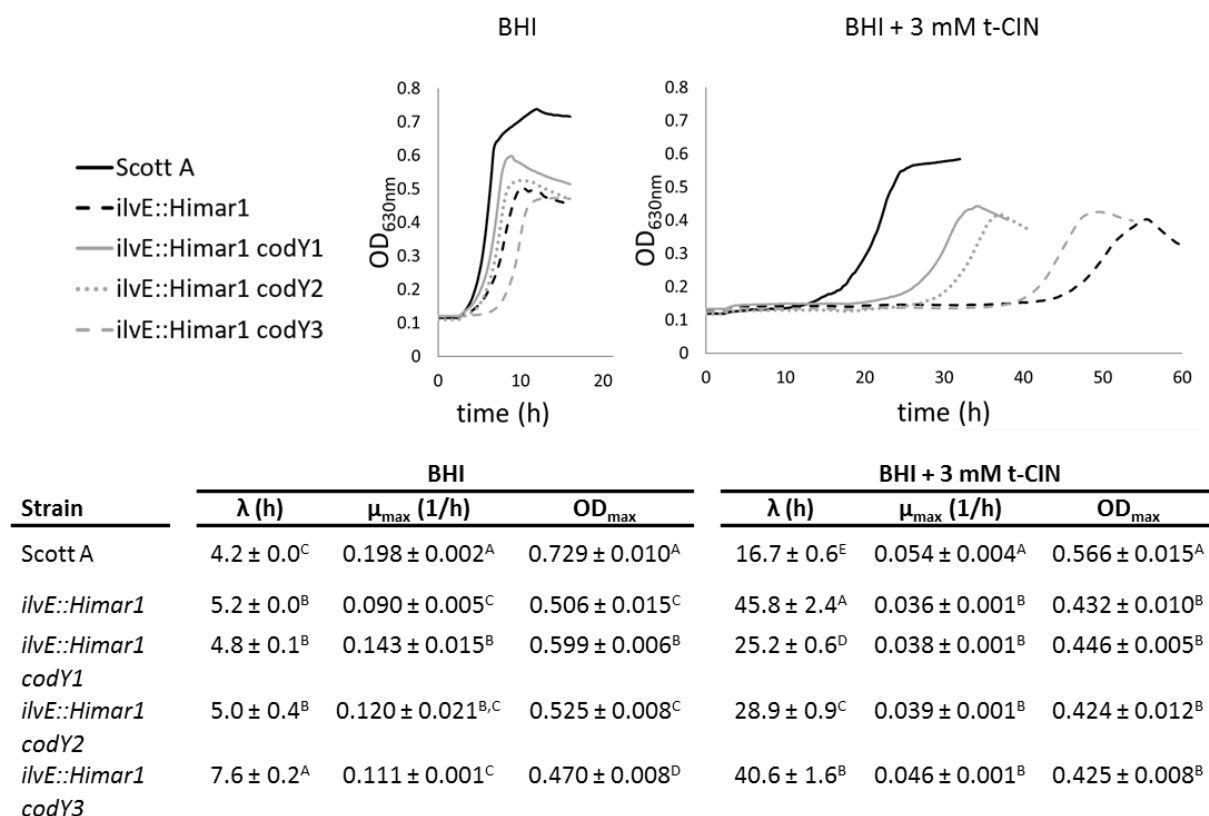 BHI
BHI + 3 mM t-CIN
Scott A
ilvE::Himar1
ilvE::Himar1 codY1
ilvE::Himar1 codY2
ilvE::Himar1 codY3
OD630nm
0.8
0.7
0.6
0.5
0.4
0.3
0.2
0.1
0
0 10 20
time (h)
OD630nm
0.8
0.7
0.6
0.5
0.4
0.3
0.2
0.1
0
0 10 20 30 40 50 60
time (h)
BHI BHI + 3 mM t-CIN
Strain λ (h) μmax (1/h) ODmax λ (h) μmax (1/h) ODmax
Scott A 4.2 ± 0.0C 0.198 ± 0.002A 0.729 ± 0.010A 16.7 ± 0.6E 0.054 ± 0.004A 0.566 ± 0.015A
ilvE::Himar1 5.2 ± 0.0B 0.090 ± 0.005C 0.506 ± 0.015C 45.8 ± 2.4A 0.036 ± 0.001B 0.432 ± 0.010B
ilvE::Himar1 4.8 ± 0.1B 0.143 ± 0.015B 0.599 ± 0.006B 25.2 ± 0.6D 0.038 ± 0.001B 0.446 ± 0.005B
codY1
ilvE::Himar1 5.0 ± 0.4B 0.120 ± 0.021B,C 0.525 ± 0.008C 28.9 ± 0.9C 0.039 ± 0.001B 0.424 ± 0.012B
codY2
ilvE::Himar1 7.6 ± 0.2A 0.111 ± 0.001C 0.470 ± 0.008D 40.6 ± 1.6B 0.046 ± 0.001B 0.425 ± 0.008B
codY3